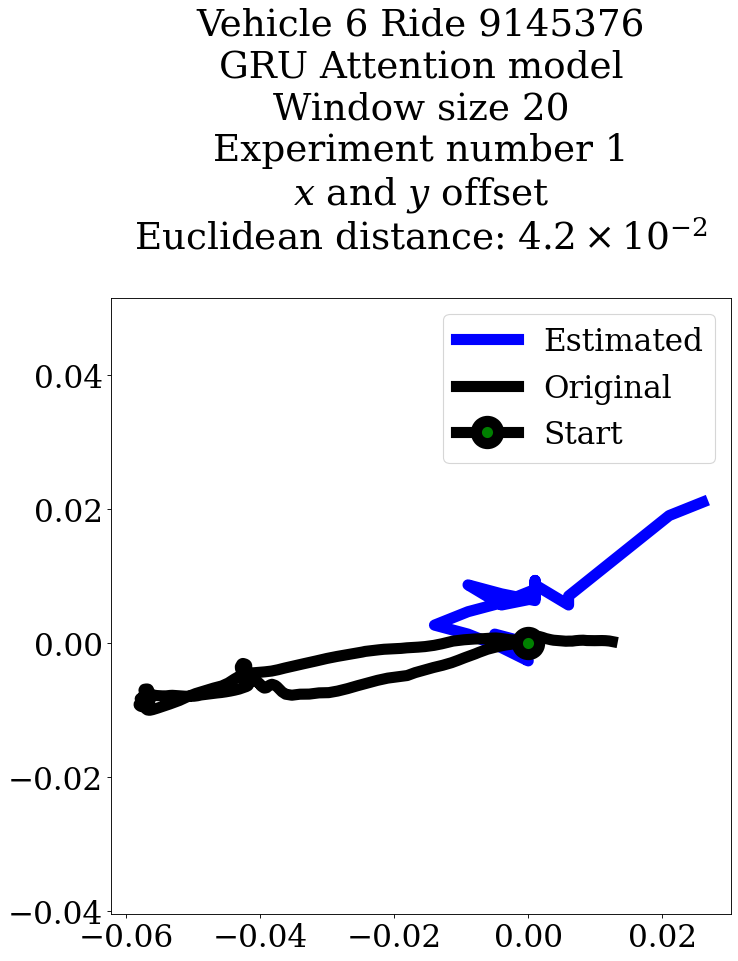 Vehicle 6 Ride 9145376
GRU Attention model
Window size 20
Experiment number 1
x and y offset
Euclidean distance: 4.2 × 10⁻²
Estimated
Original
Start
0.04
0.02
0.00
−0.02
−0.04
−0.06 −0.04 −0.02 0.00 0.02